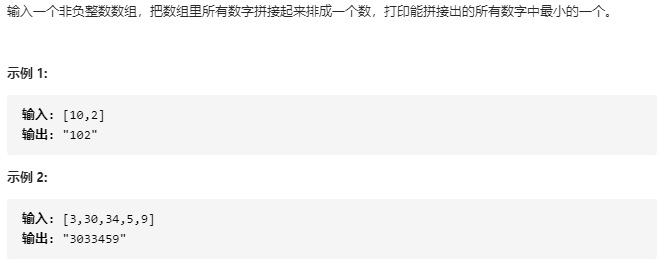 输入一个非负整数数组，把数组里所有数字拼接起来排成一个数，打印能拼接出的所有数字中最小的一个。
示例 1:
输入: [10,2]
输出: "102"
示例 2:
输入: [3,30,34,5,9]
输出: "3033459"